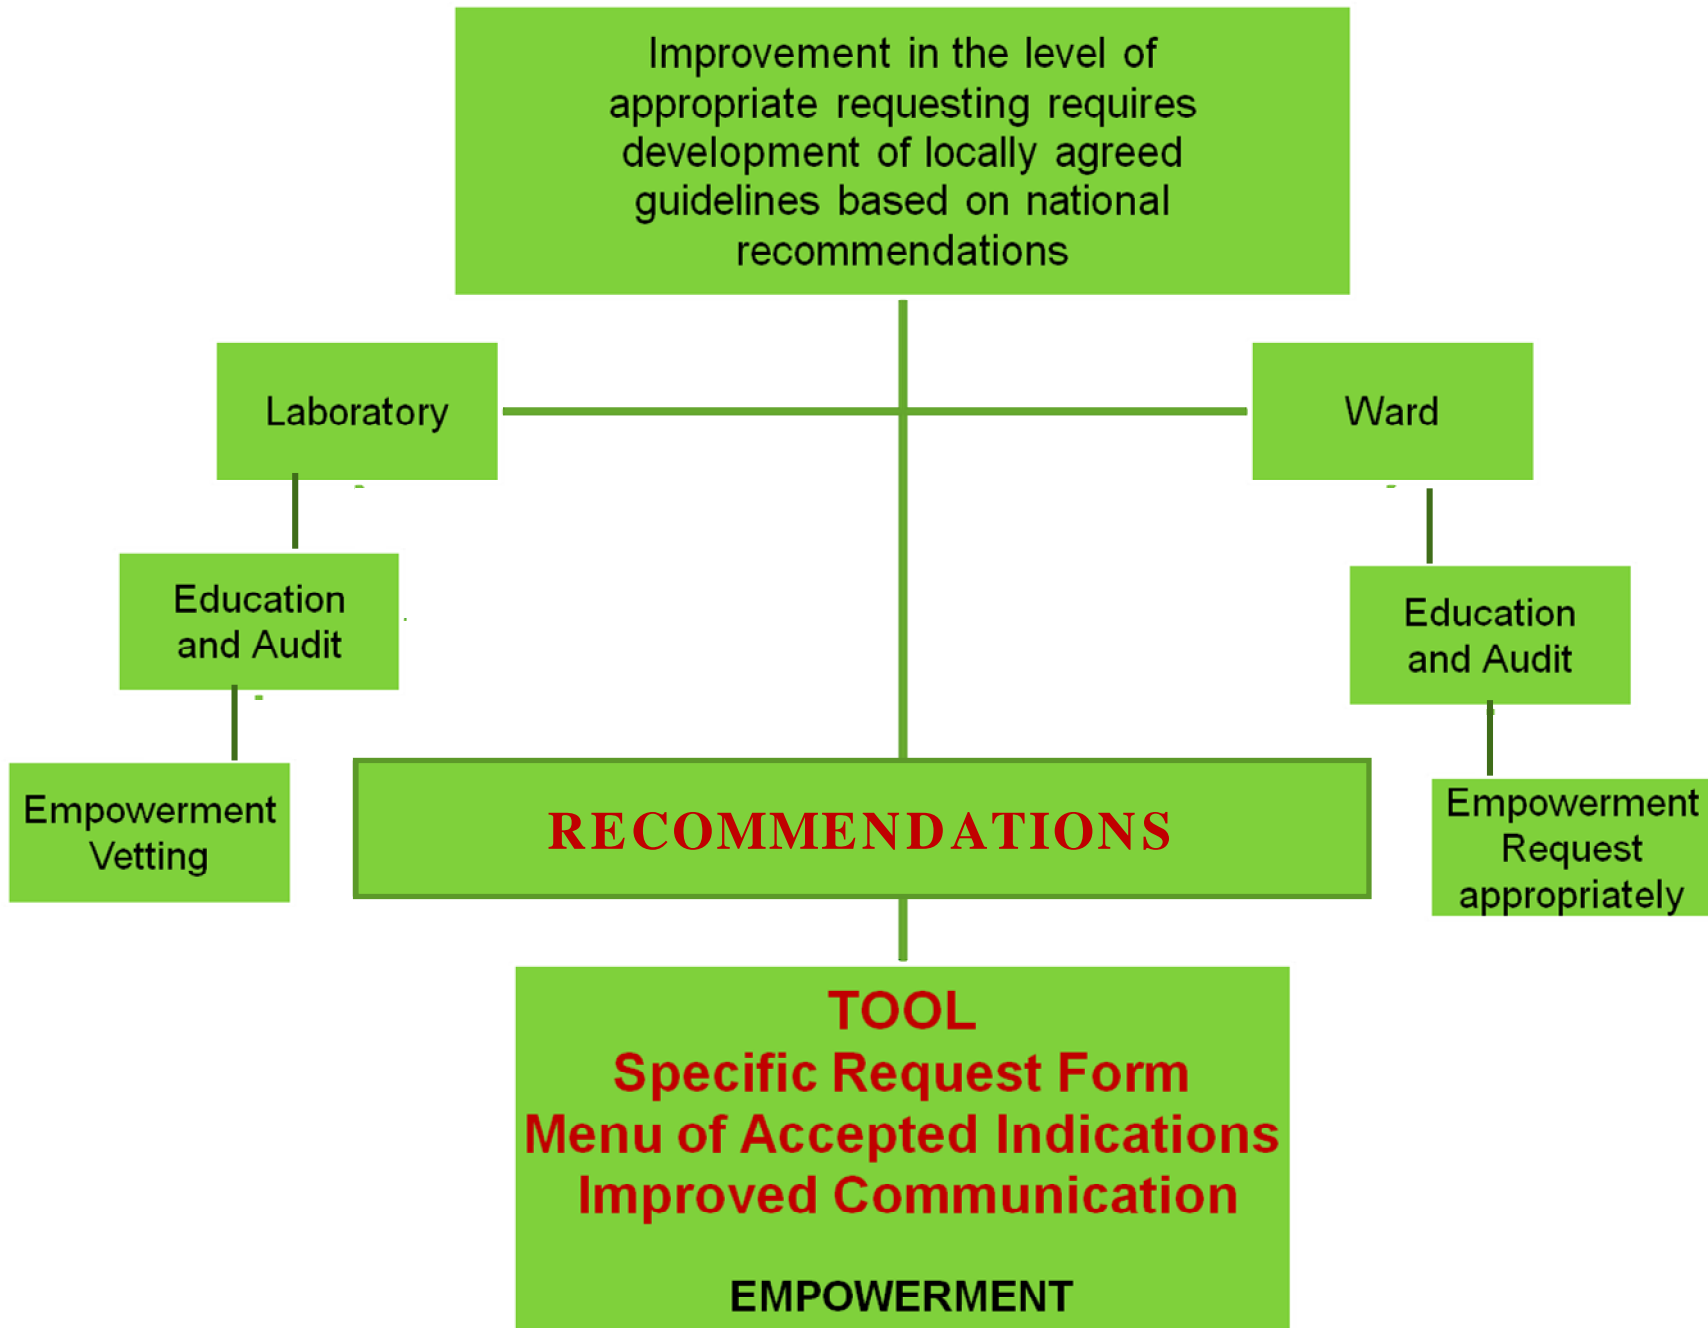 Improvement in the level of
appropriate requesting requires
development of locally agreed
guidelines based on national
recommendations
Laboratory
Ward
Education
and Audit
Education
and Audit
Empowerment
Vetting
RECOMMENDATIONS
Empowerment
Request
appropriately
TOOL
Specific Request Form
Menu of Accepted Indications
Improved Communication
EMPOWERMENT